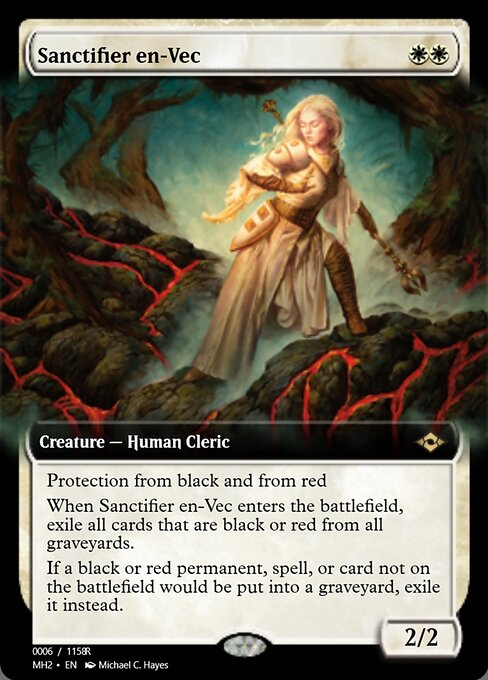 Sanctifier en-Vec
Creature — Human Cleric
Protection from black and from red
When Sanctifier en-Vec enters the battlefield,
exile all cards that are black or red from all
graveyards.
If a black or red permanent, spell, or card not on
the battlefield would be put into a graveyard, exile
it instead.
2/2
0006 / 1158R
MH2 • EN Michael C. Hayes